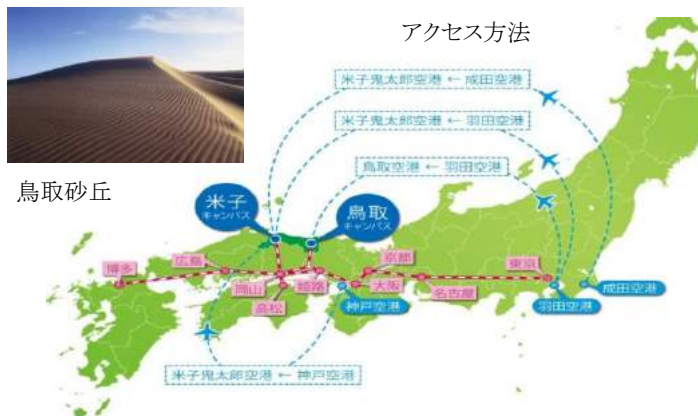 アクセス方法
米子鬼太郎空港 ← 成田空港
米子鬼太郎空港 ← 羽田空港
鳥取空港 ← 羽田空港
鳥取砂丘
米子
キャンパス
鳥取
キャンパス
博多
広島
岡山
高松
姫路
神戸空港
京都
大阪
名古屋
東京
羽田空港
成田空港
米子鬼太郎空港 ← 神戸空港